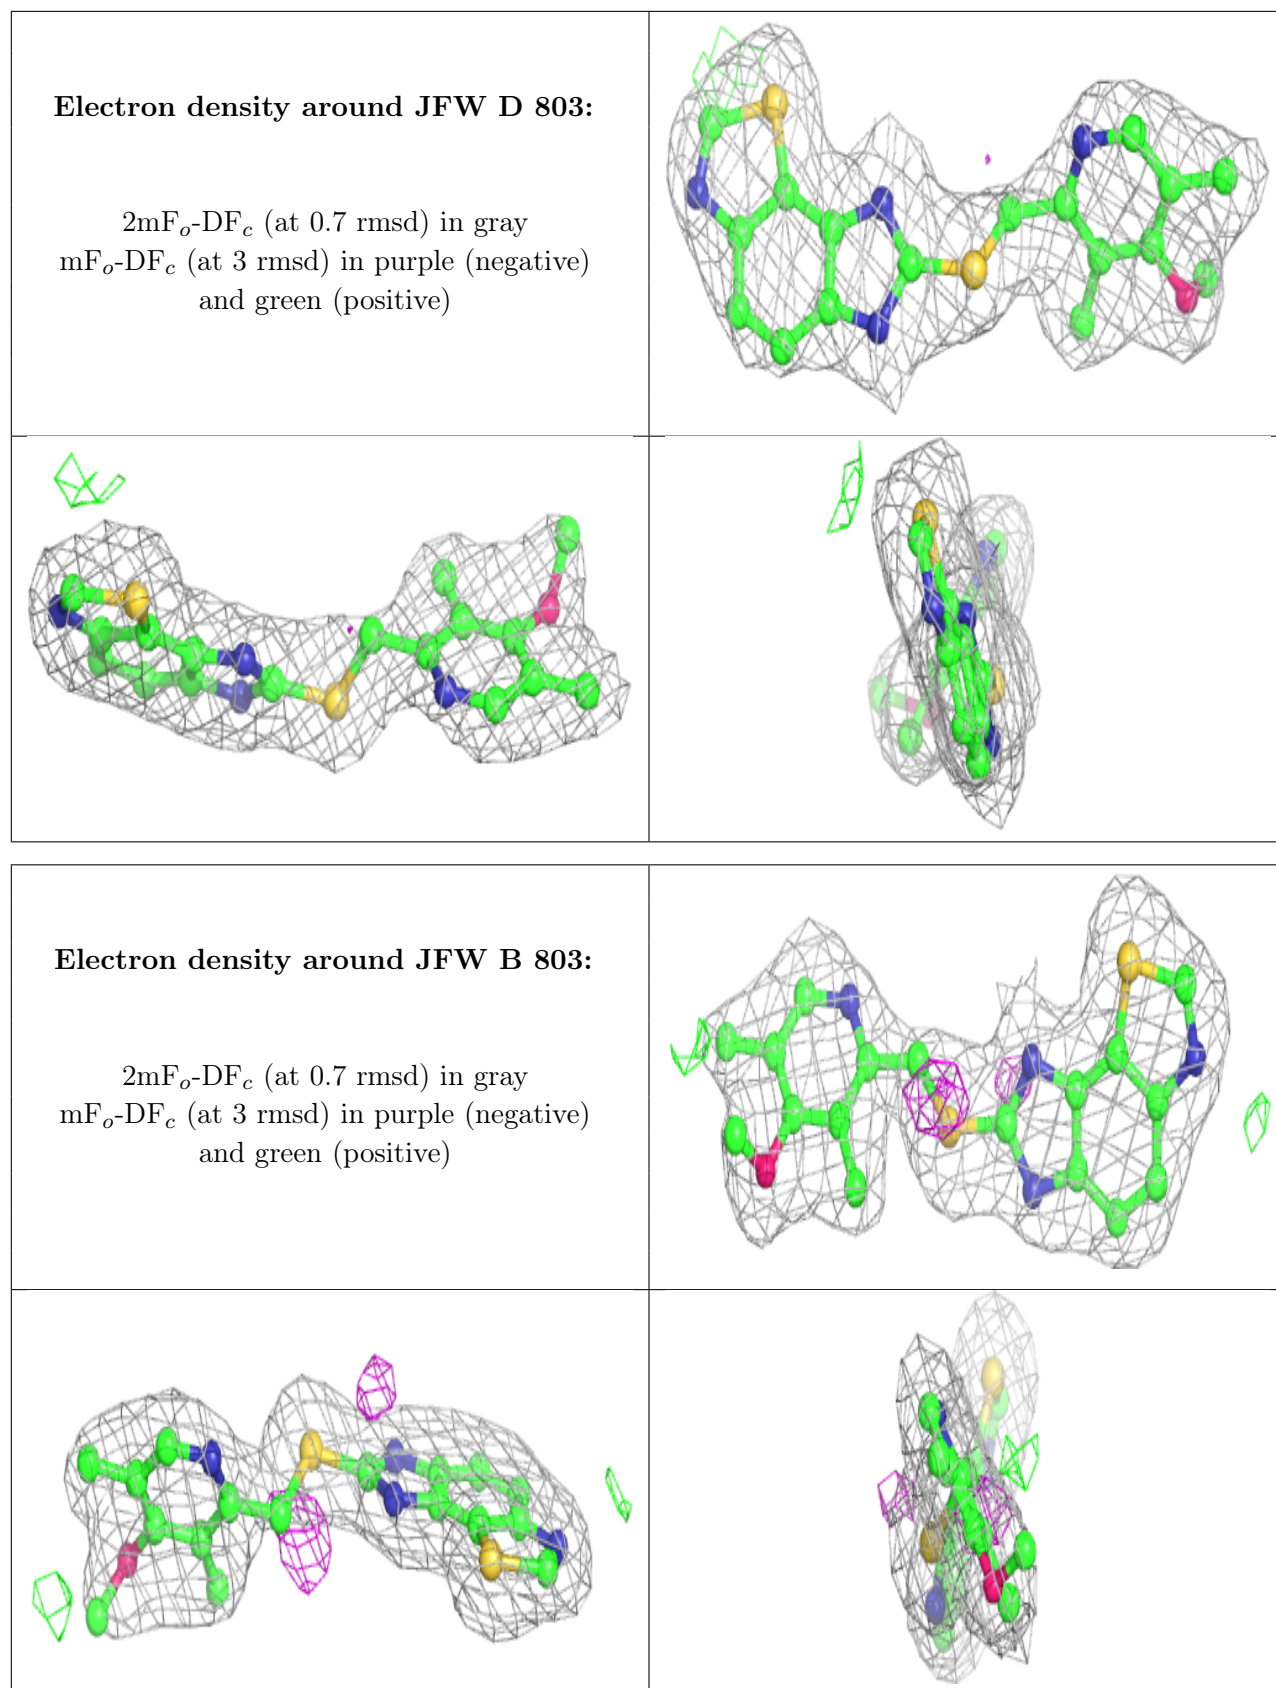 Electron density around JFW D 803:
2mFo-DFc (at 0.7 rmsd) in gray
mFo-DFc (at 3 rmsd) in purple (negative)
and green (positive)
Electron density around JFW B 803:
2mFo-DFc (at 0.7 rmsd) in gray
mFo-DFc (at 3 rmsd) in purple (negative)
and green (positive)